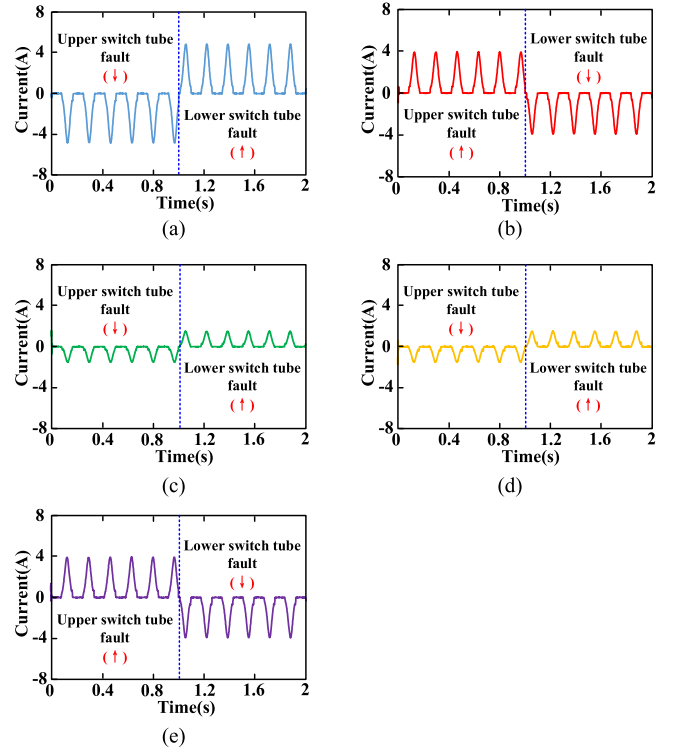 8
4
0
-4
-8
Current(A)
Upper switch tube
fault
(↓)
Lower switch tube
fault
(↑)
0 0.4 0.8 1.2 1.6 2
Time(s)
(a)
8
4
0
-4
-8
Current(A)
Lower switch tube
fault
(↓)
Upper switch tube
fault
(↑)
0 0.4 0.8 1.2 1.6 2
Time(s)
(b)
8
4
0
-4
-8
Current(A)
Upper switch tube
fault
(↓)
Lower switch tube
fault
(↑)
0 0.4 0.8 1.2 1.6 2
Time(s)
(c)
8
4
0
-4
-8
Current(A)
Upper switch tube
fault
(↓)
Lower switch tube
fault
(↑)
0 0.4 0.8 1.2 1.6 2
Time(s)
(d)
8
4
0
-4
-8
Current(A)
Lower switch tube
fault
(↓)
Upper switch tube
fault
(↑)
0 0.4 0.8 1.2 1.6 2
Time(s)
(e)